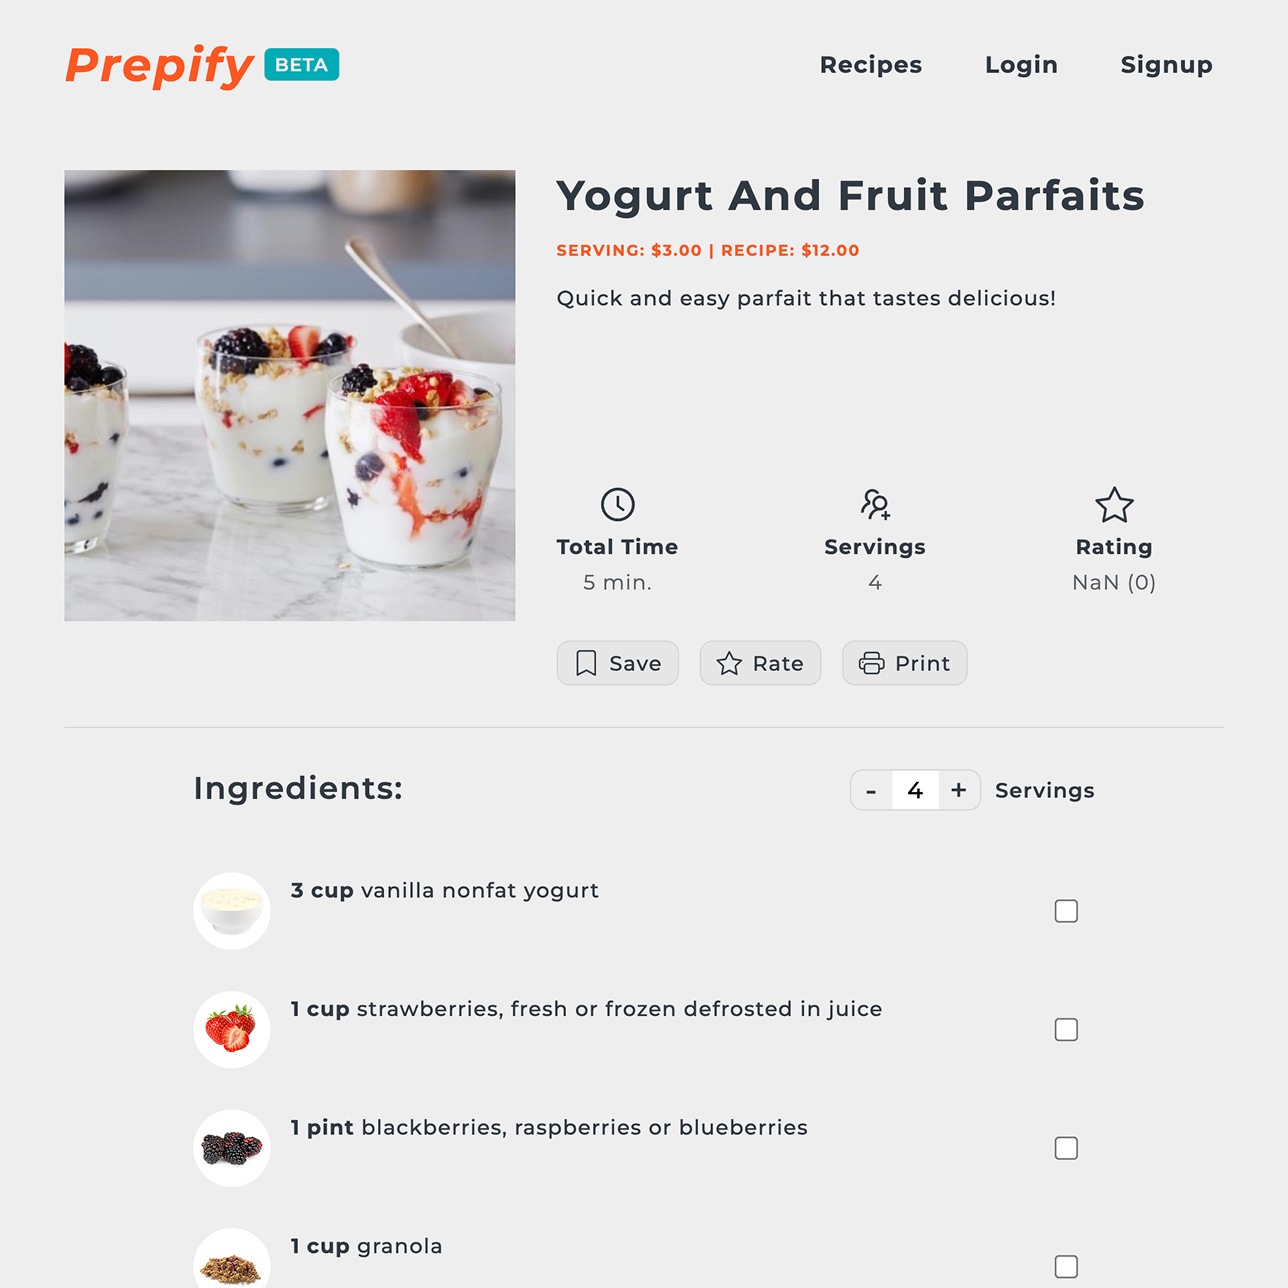 Prepify BETA
Recipes Login Signup
Yogurt And Fruit Parfaits
SERVING: $3.00 | RECIPE: $12.00
Quick and easy parfait that tastes delicious!
Total Time Servings Rating
5 min. 4 NaN (0)
Save Rate Print
Ingredients:
- 4 + Servings
3 cup vanilla nonfat yogurt
1 cup strawberries, fresh or frozen defrosted in juice
1 pint blackberries, raspberries or blueberries
1 cup granola